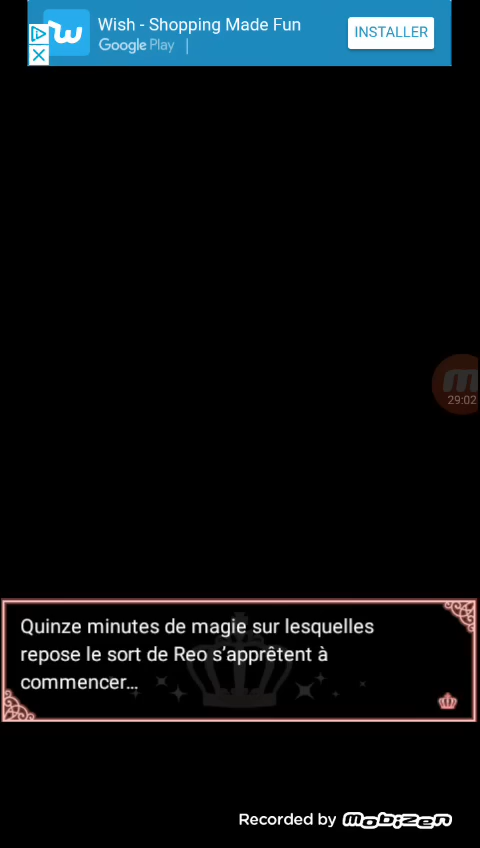 Wish - Shopping Made Fun
Google Play
INSTALLER
29:02
Quinze minutes de magie sur lesquelles
repose le sort de Reo s’apprêtent à
commencer...
Recorded by Mobizen